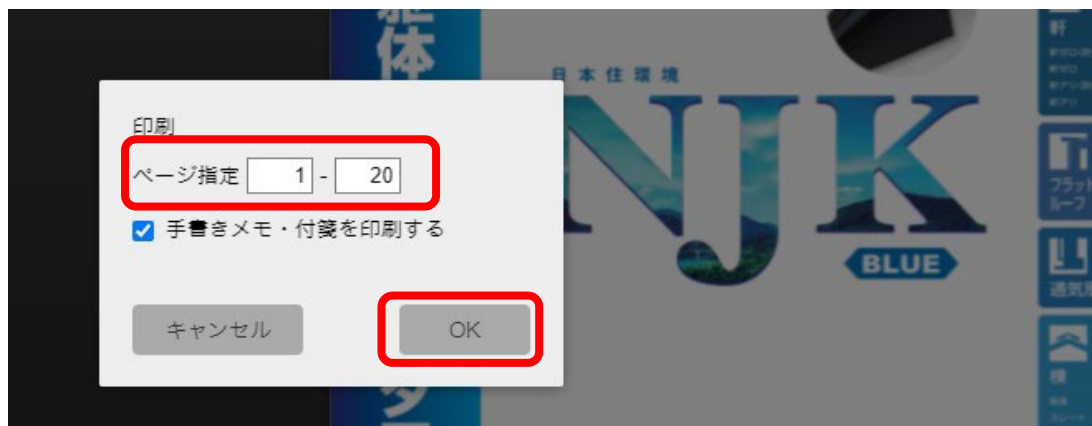 体
日本住環境
NJK
BLUE
印刷
ページ指定 1 - 20
手書きメモ・付箋を印刷する
キャンセル
OK
タ
軒
フラット
ルーフ
通気
棟